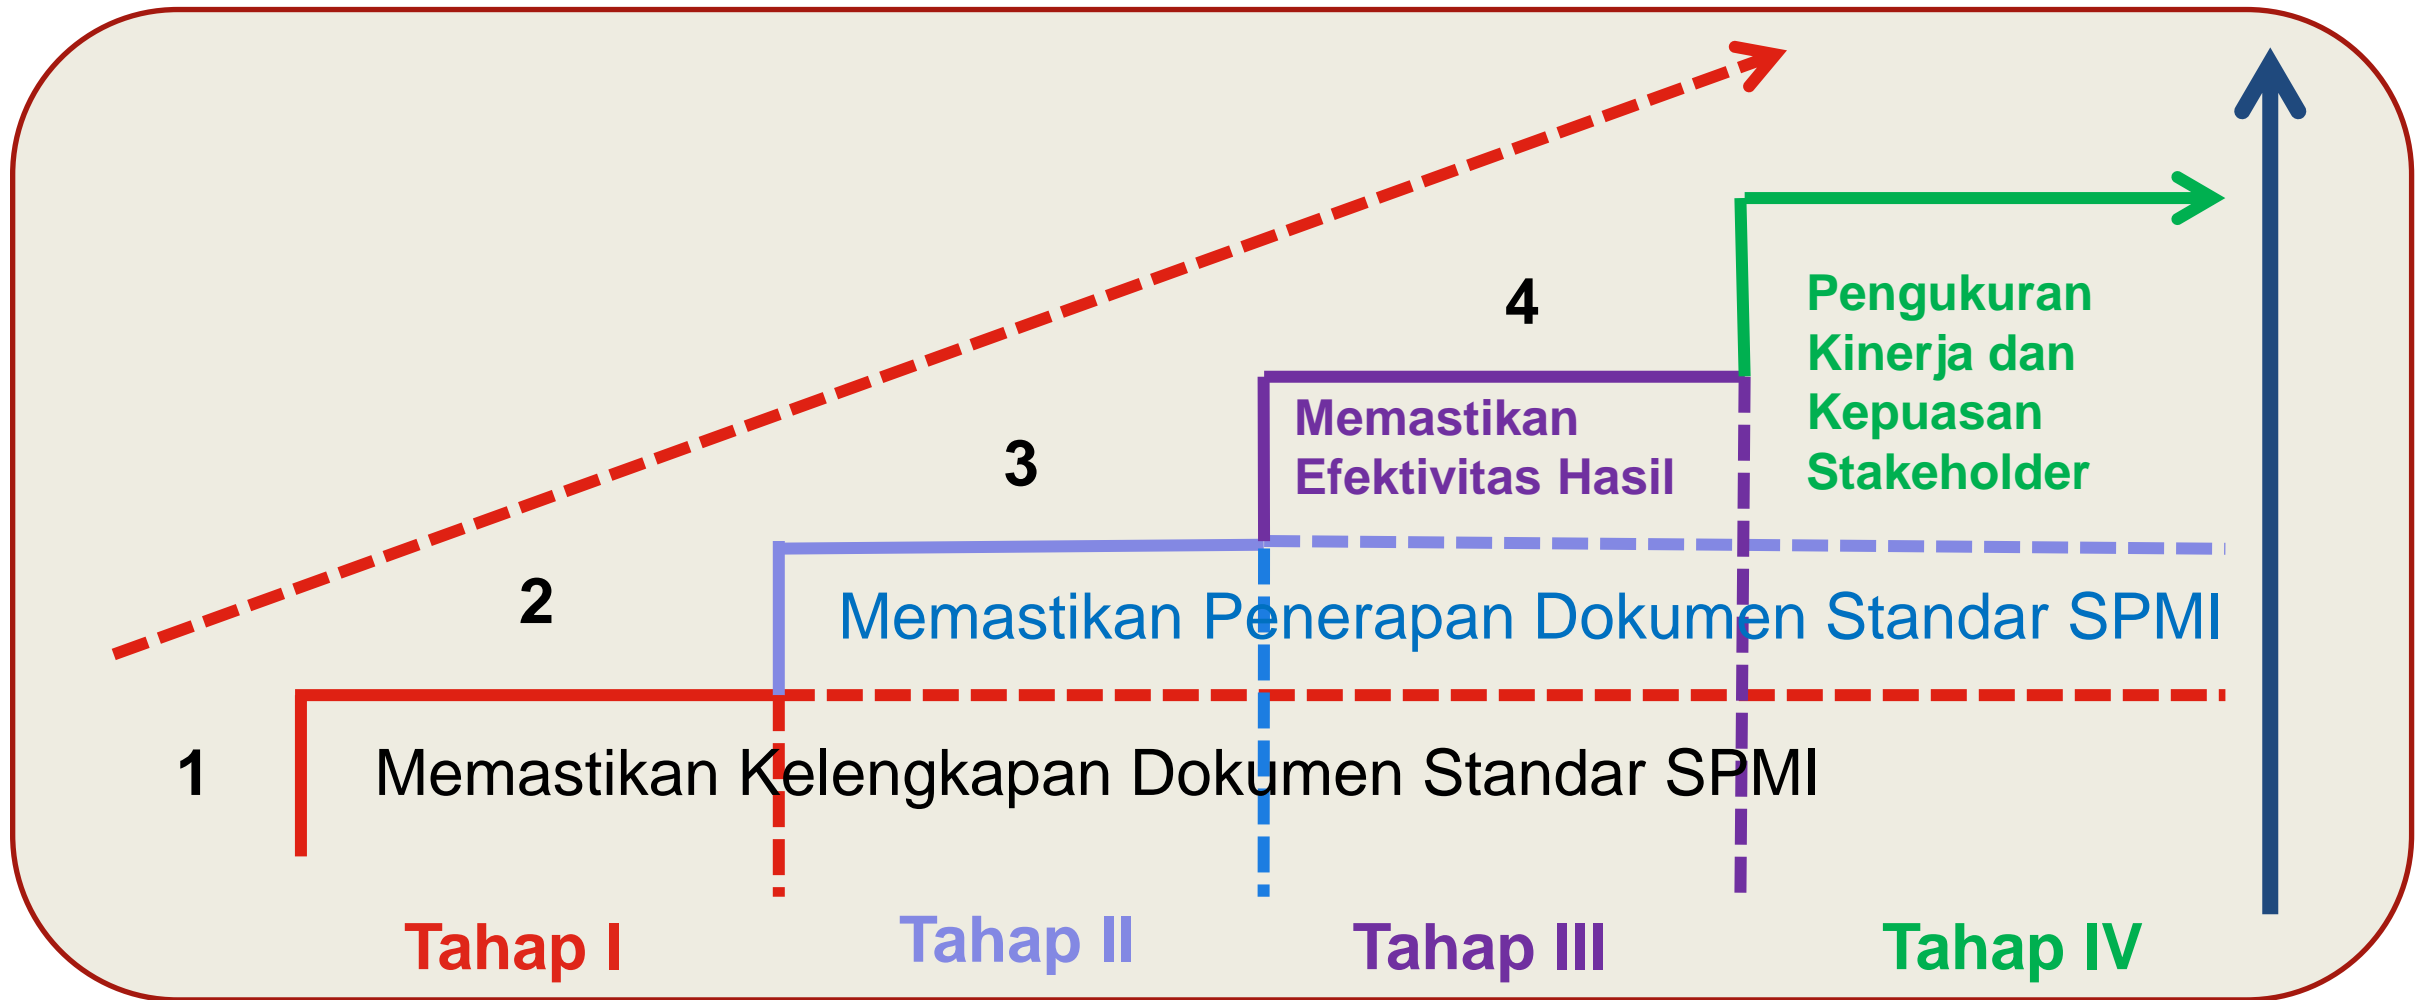 4
Pengukuran
Kinerja dan
Kepuasan
Stakeholder
Memastikan
Efektivitas Hasil
3
2
Memastikan Penerapan Dokumen Standar SPMI
1
Memastikan Kelengkapan Dokumen Standar SPMI
Tahap I
Tahap II
Tahap III
Tahap IV